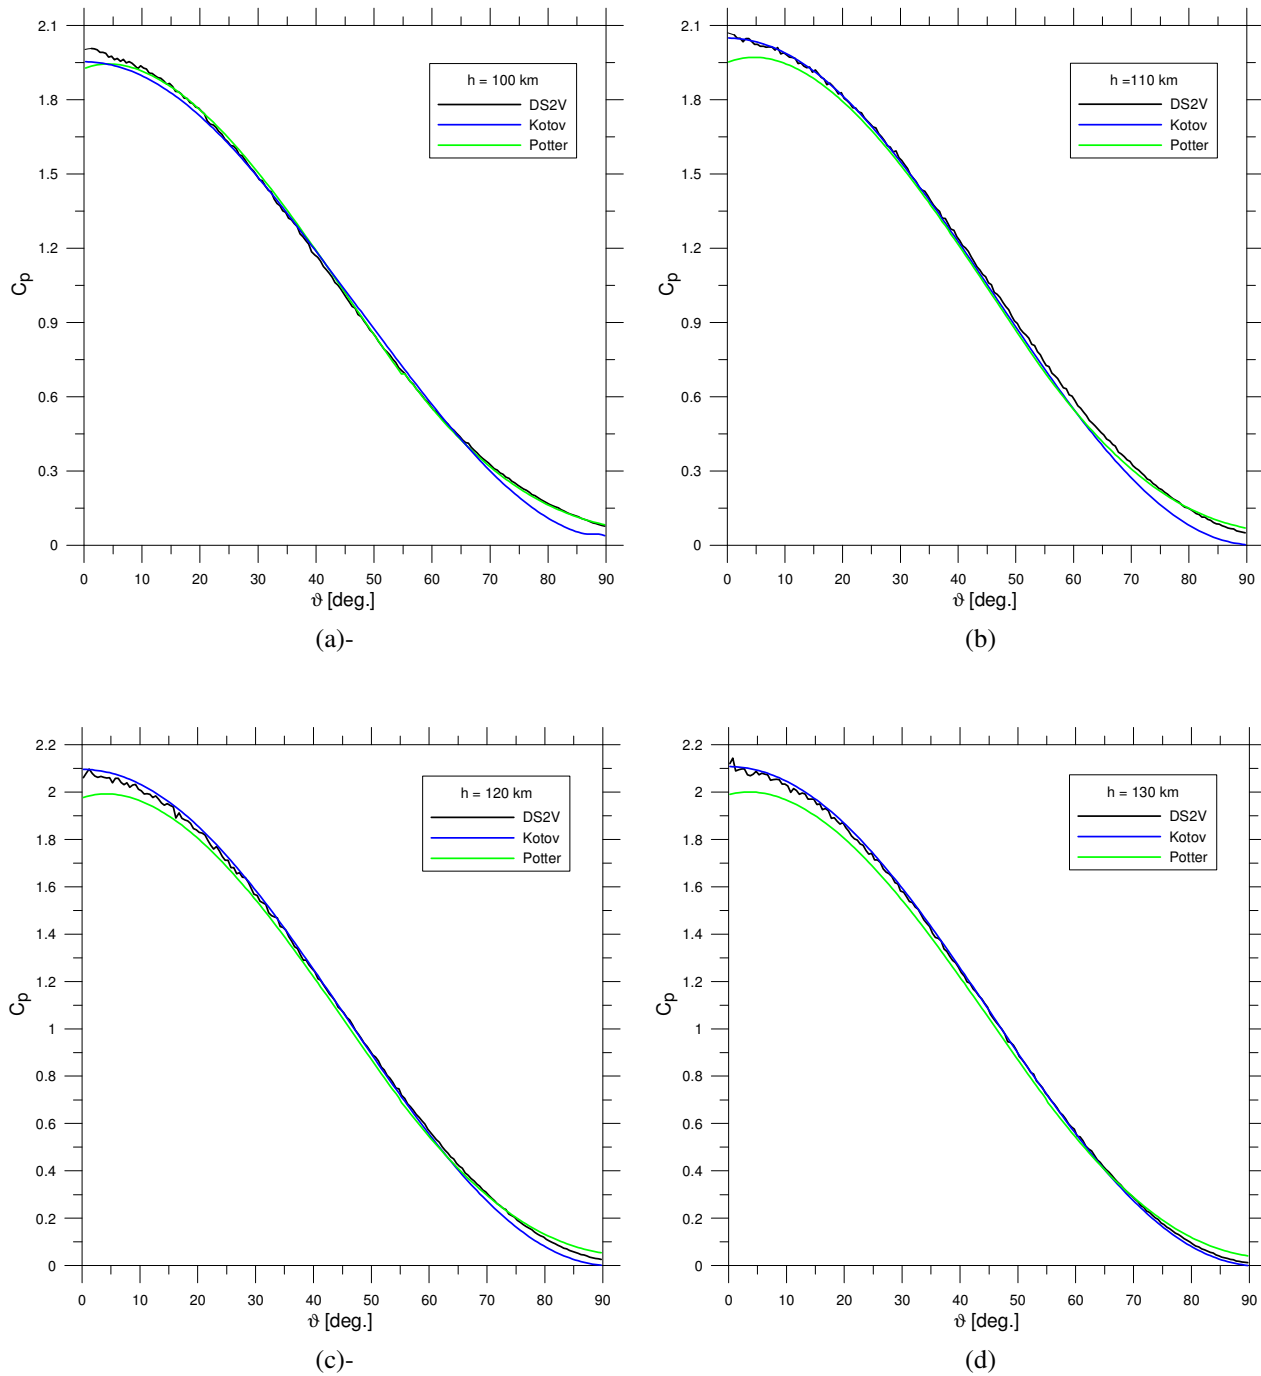 2.1
1.8
1.5
1.2
0.9
0.6
0.3
0
Cp
h = 100 km
DS2V
Kotov
Potter
0 10 20 30 40 50 60 70 80 90
ϑ [deg.]
(a)-
2.1
1.8
1.5
1.2
0.9
0.6
0.3
0
Cp
h =110 km
DS2V
Kotov
Potter
0 10 20 30 40 50 60 70 80 90
ϑ [deg.]
(b)
2.2
2
1.8
1.6
1.4
1.2
1
0.8
0.6
0.4
0.2
0
Cp
h = 120 km
DS2V
Kotov
Potter
0 10 20 30 40 50 60 70 80 90
ϑ [deg.]
(c)-
2.2
2
1.8
1.6
1.4
1.2
1
0.8
0.6
0.4
0.2
0
Cp
h = 130 km
DS2V
Kotov
Potter
0 10 20 30 40 50 60 70 80 90
ϑ [deg.]
(d)